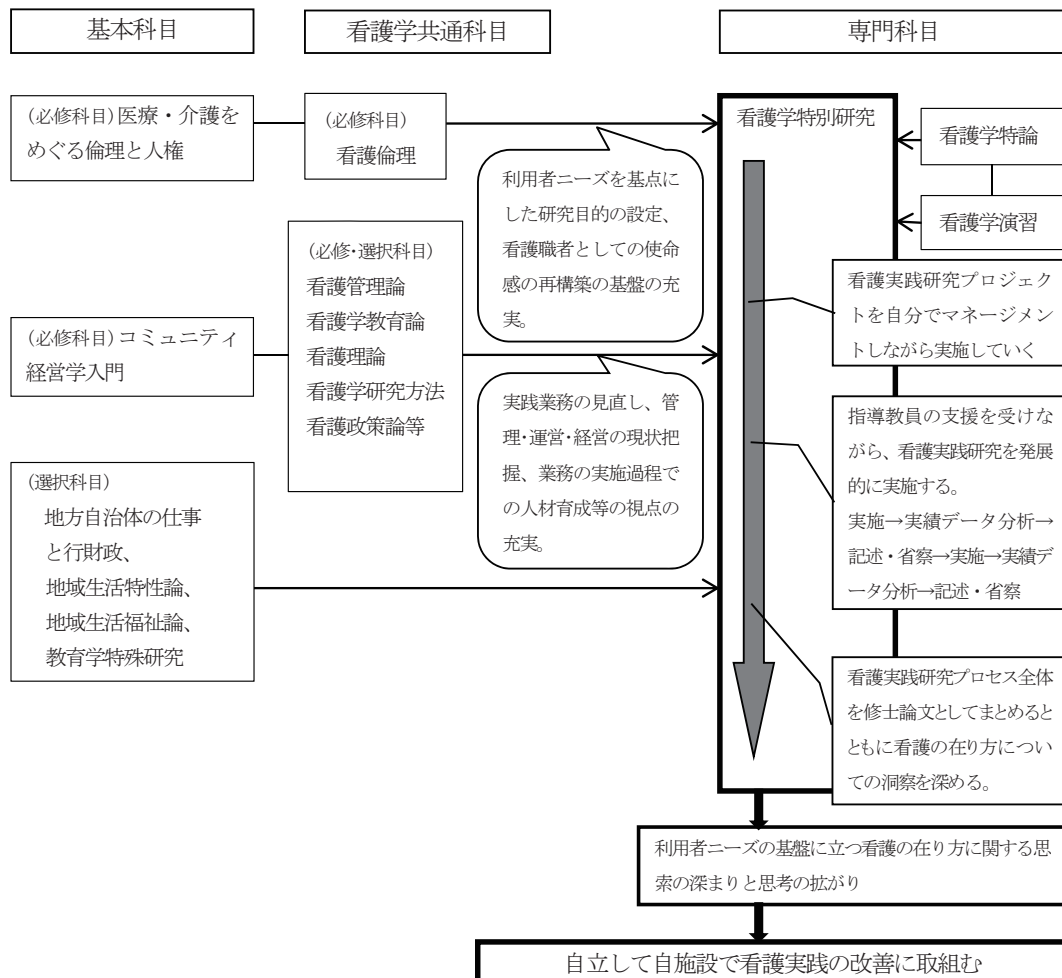 基本科目
看護学共通科目
専門科目
(必修科目)医療・介護を
めぐる倫理と人権
(必修科目)
看護倫理
看護学特別研究
看護学特論
看護学演習
利用者ニーズを基点に
した研究目的の設定、
看護職者としての使命
感の再構築の基盤の充
実。
(必修・選択科目)
看護管理論
看護学教育論
看護理論
看護学研究方法
看護政策論等
(必修科目)コミュニティ
経営学入門
看護実践研究プロジェク
トを自分でマネージメン
トしながら実施していく
実践業務の見直し、管
理・運営・経営の現状把
握、業務の実施過程で
の人材育成等の視点の
充実。
指導教員の支援を受けな
がら、看護実践研究を発展
的に実施する。
実施→実績データ分析→
記述・省察→実施→実績デ
ータ分析→記述・省察
(選択科目)
地方自治体の仕事
と行財政、
地域生活特性論、
地域生活福祉論、
教育学特殊研究
看護実践研究プロセス全体
を修士論文としてまとめると
ともに看護の在り方につい
ての洞察を深める。
利用者ニーズの基盤に立つ看護の在り方に関する思
索の深まりと思考の拡がり
自立して自施設で看護実践の改善に取組む